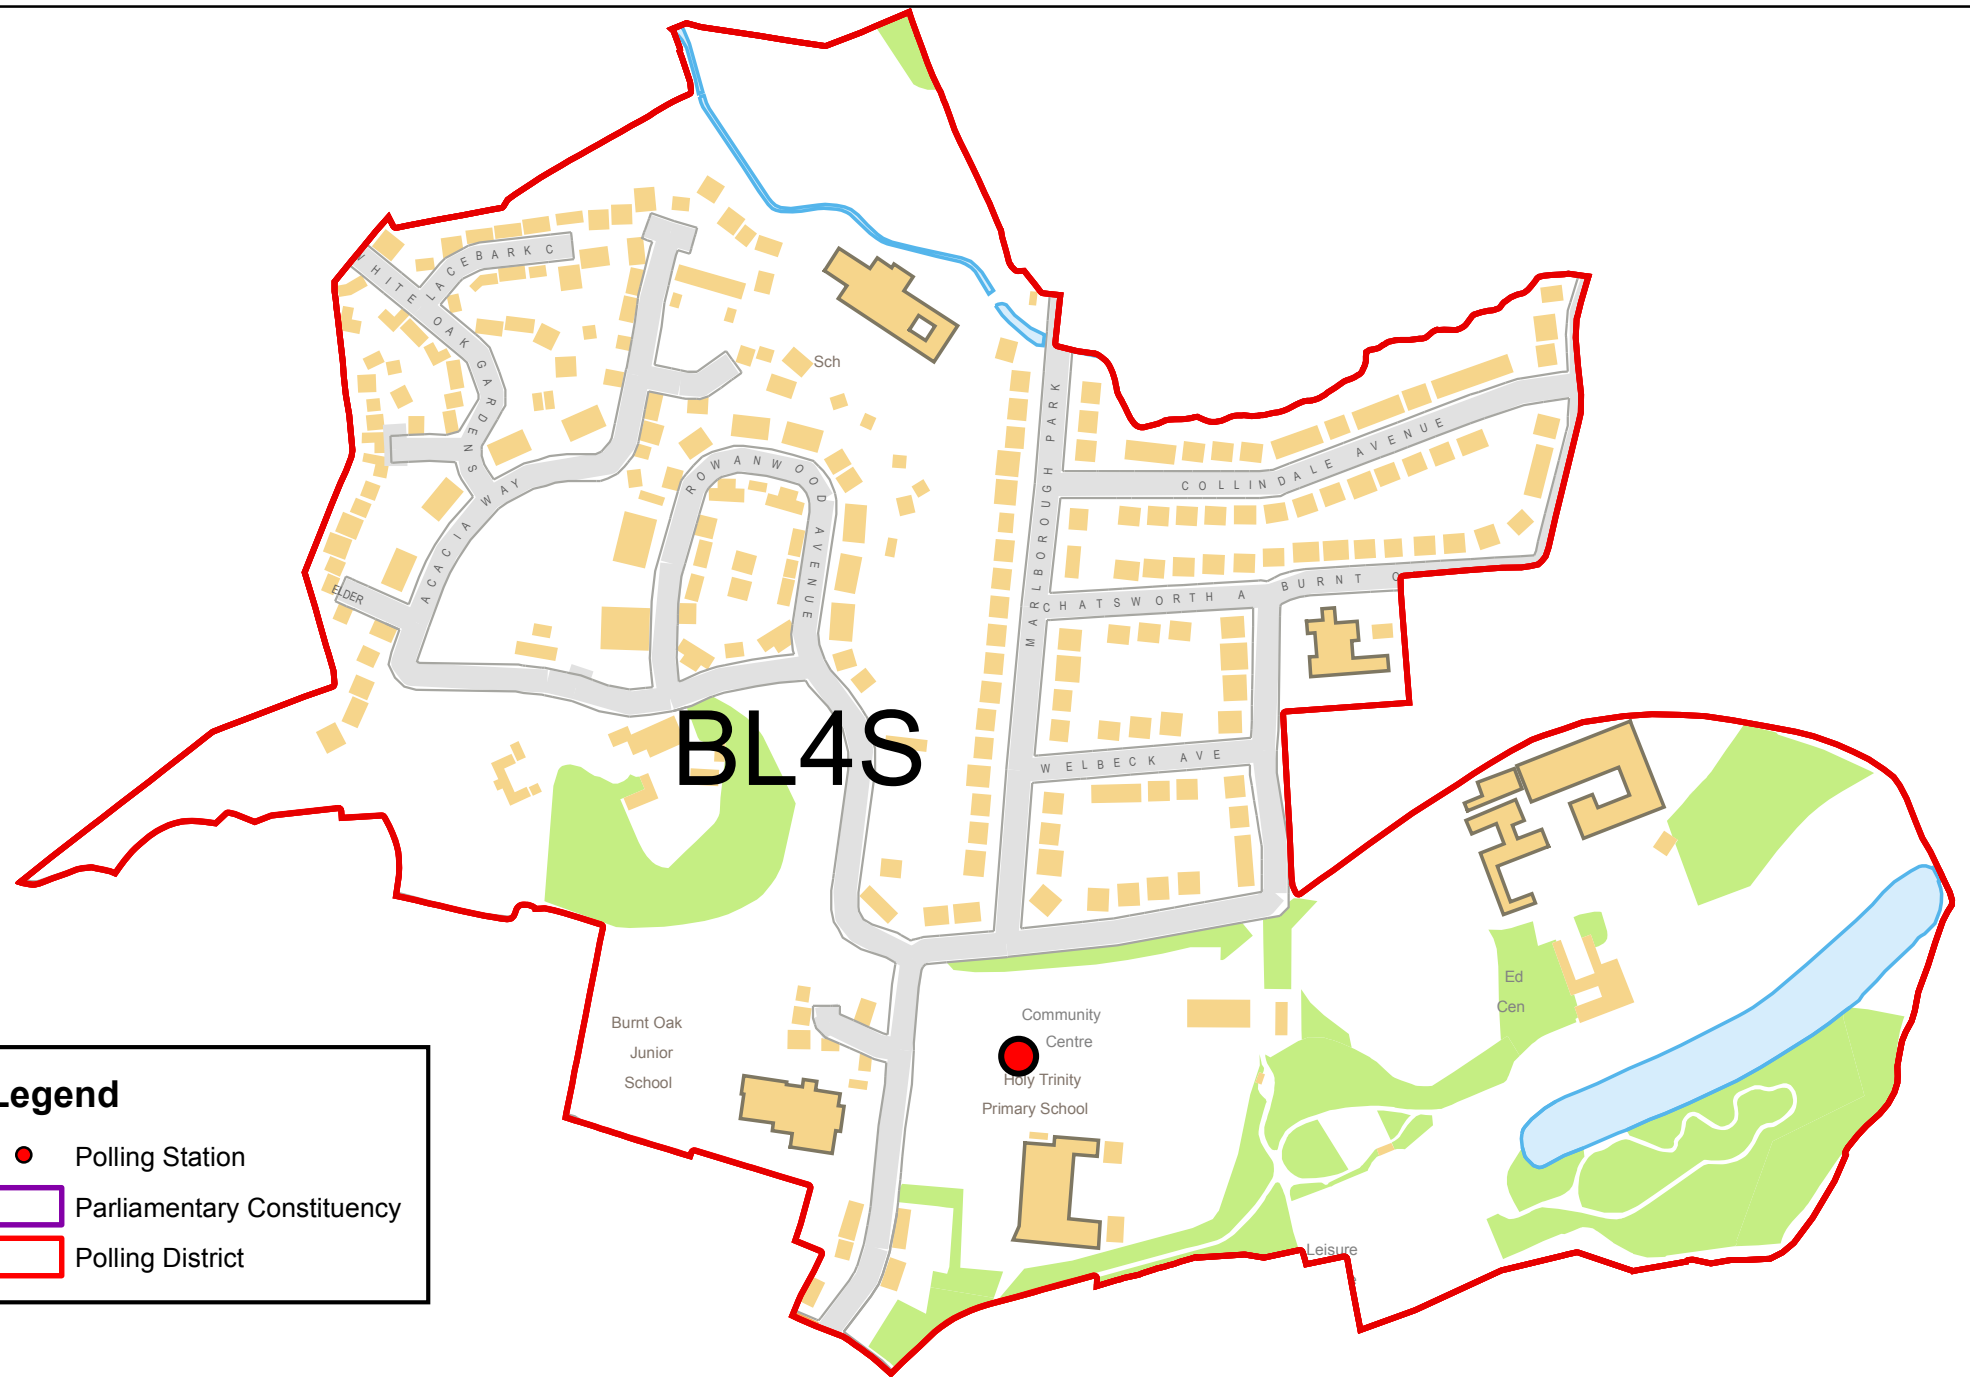 LACEBARK C
HITE OAK GARDENS
Sch
MARLBOROUGH PARK
ROWANWOOD AVENUE
COLLINDALE AVENUE
ACACIA WAY
ELDER
CHATSWORTH A
BURNT
BL4S
WELBECK AVE
Ed
Cen
Burnt Oak
Junior
School
Community
Centre
Holy Trinity
Primary School
Leisure
Legend
Polling Station
Parliamentary Constituency
Polling District